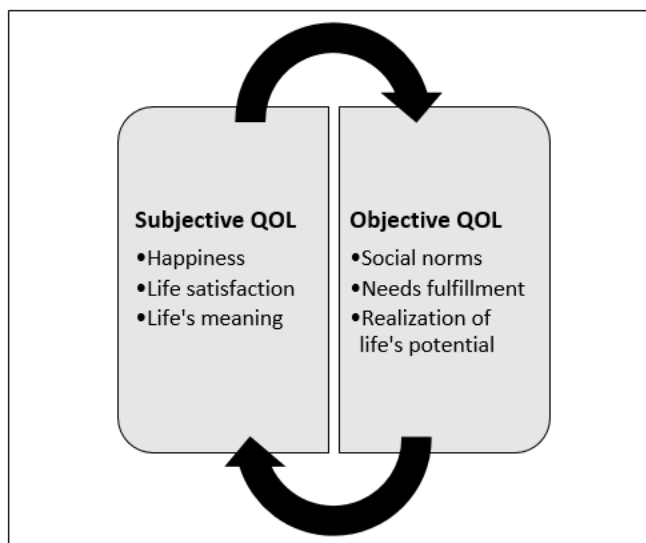 Subjective QOL
•Happiness
•Life satisfaction
•Life's meaning
Objective QOL
•Social norms
•Needs fulfillment
•Realization of
life's potential